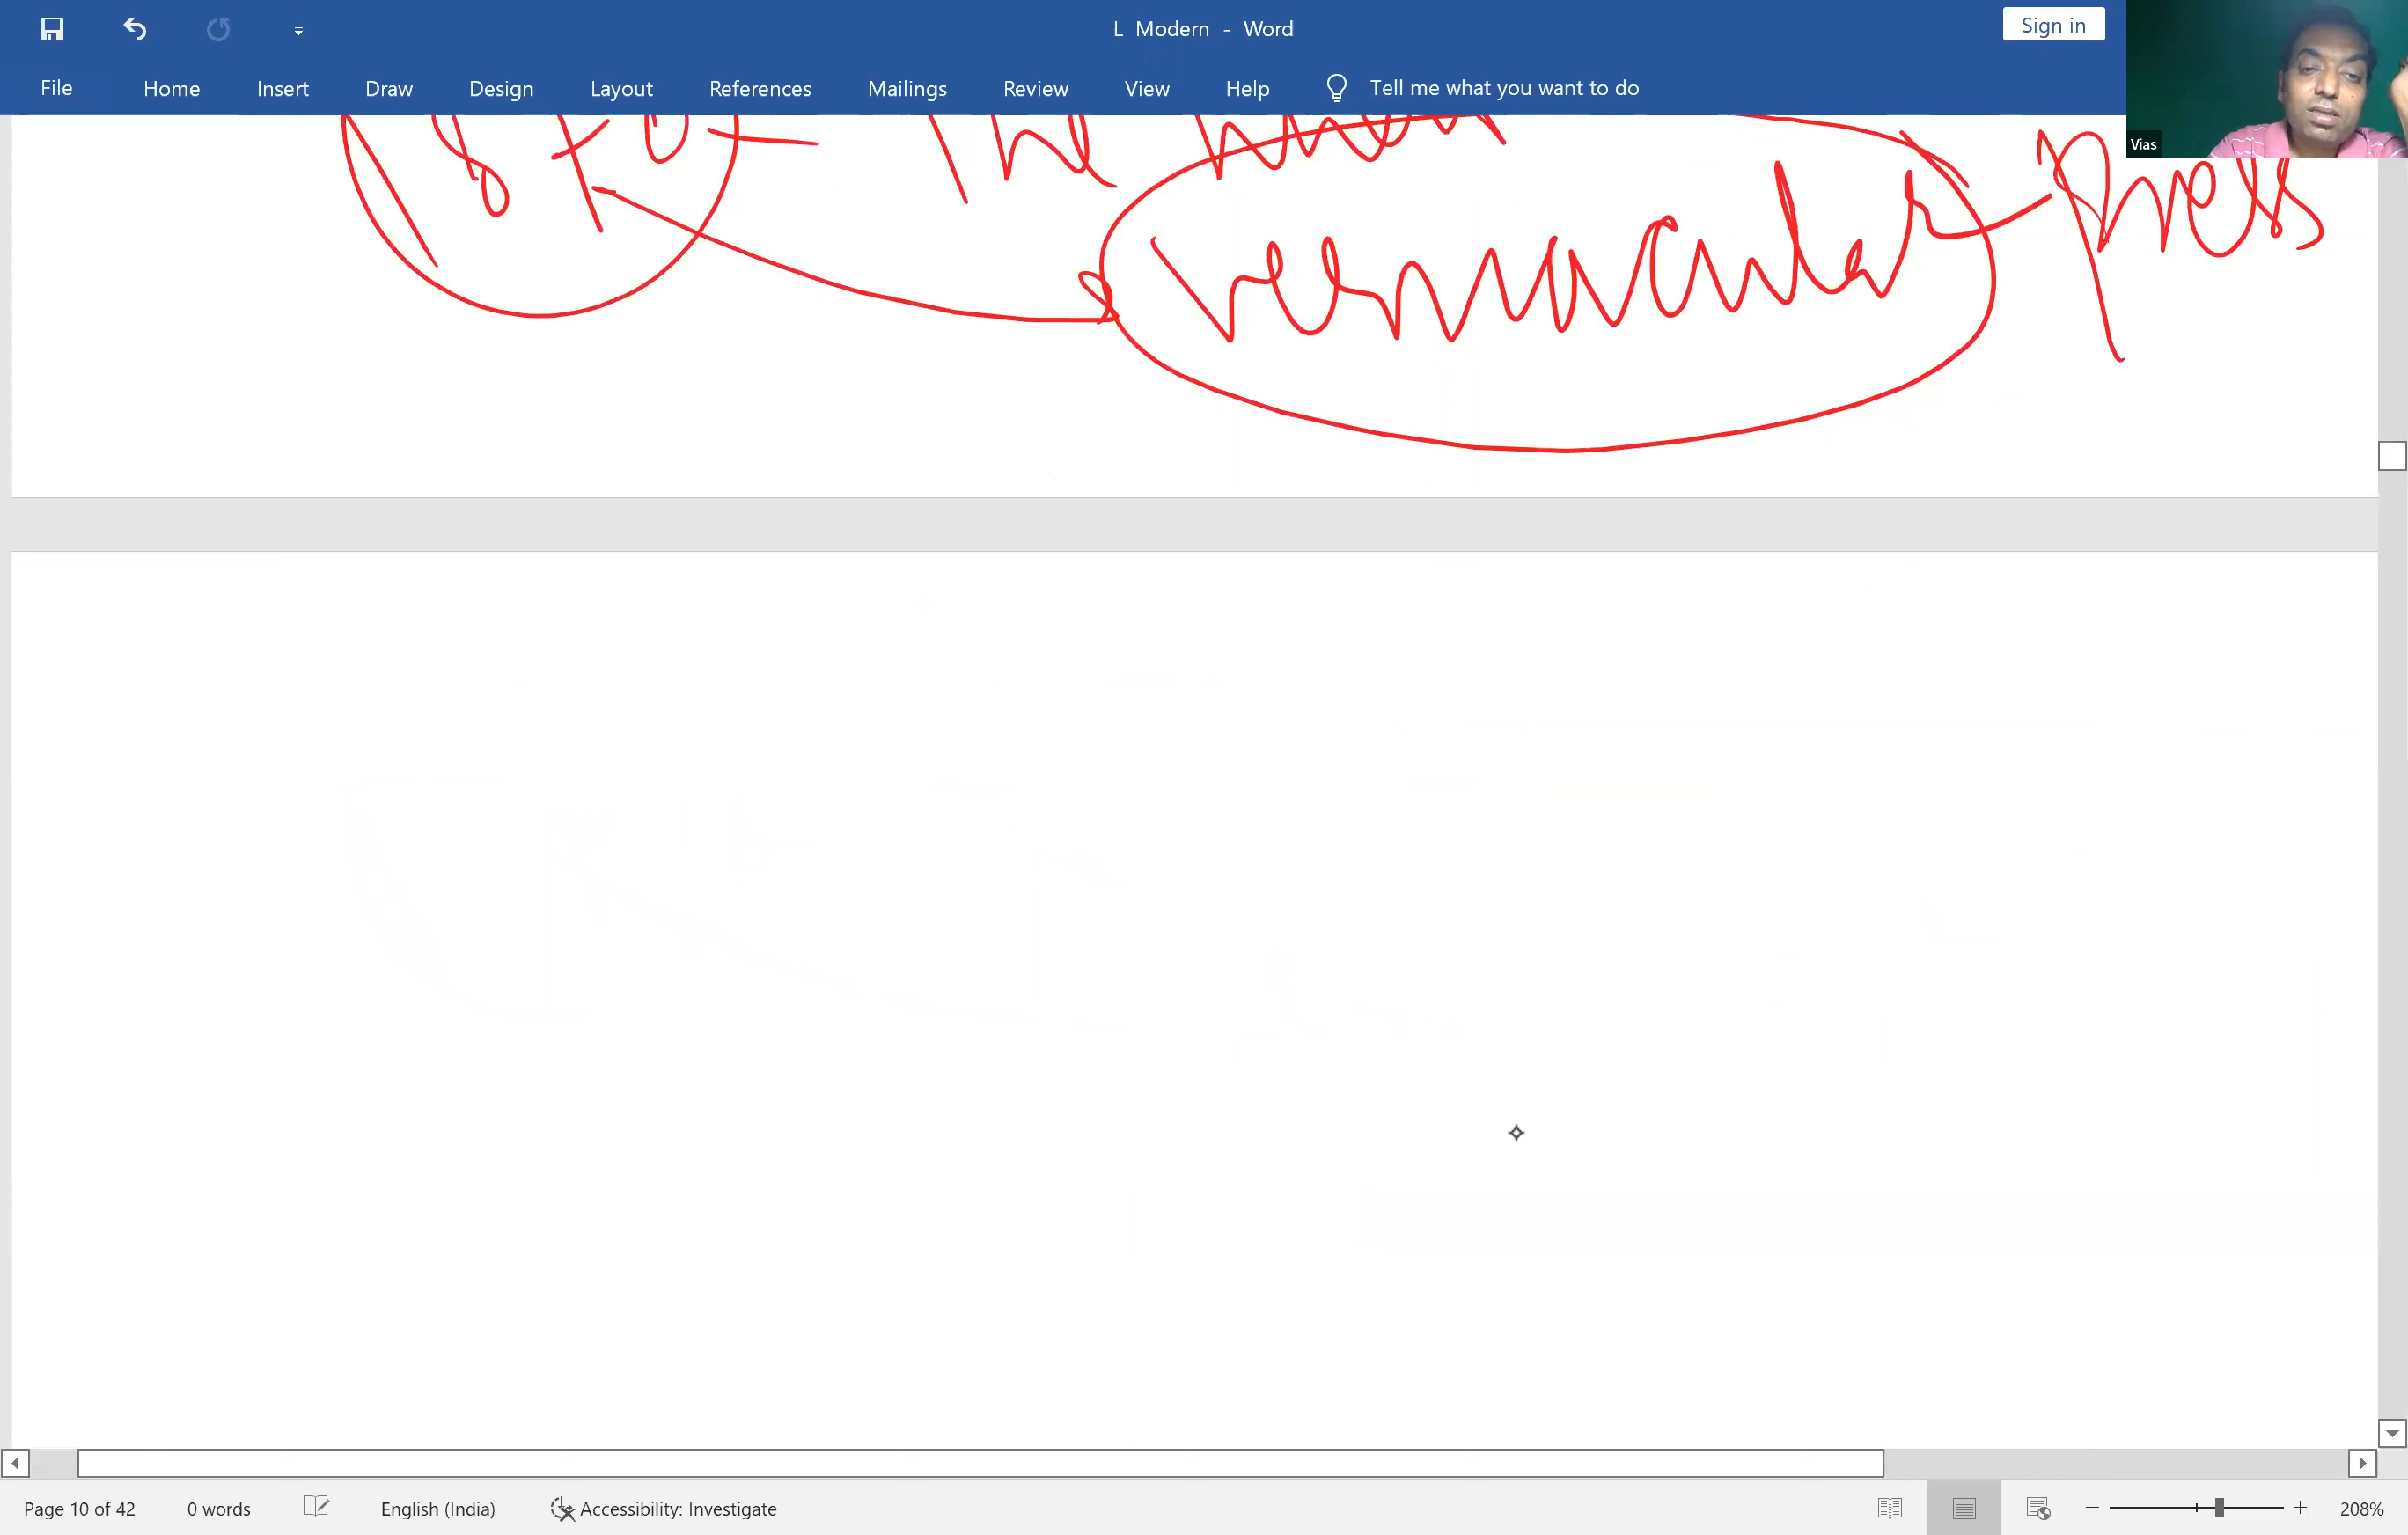 L Modern - Word
Sign in
File Home Insert Draw Design Layout References Mailings Review View Help Tell me what you want to do
Vias
The
vernacular Press
Page 10 of 42 0 words English (India) Accessibility: Investigate 208%